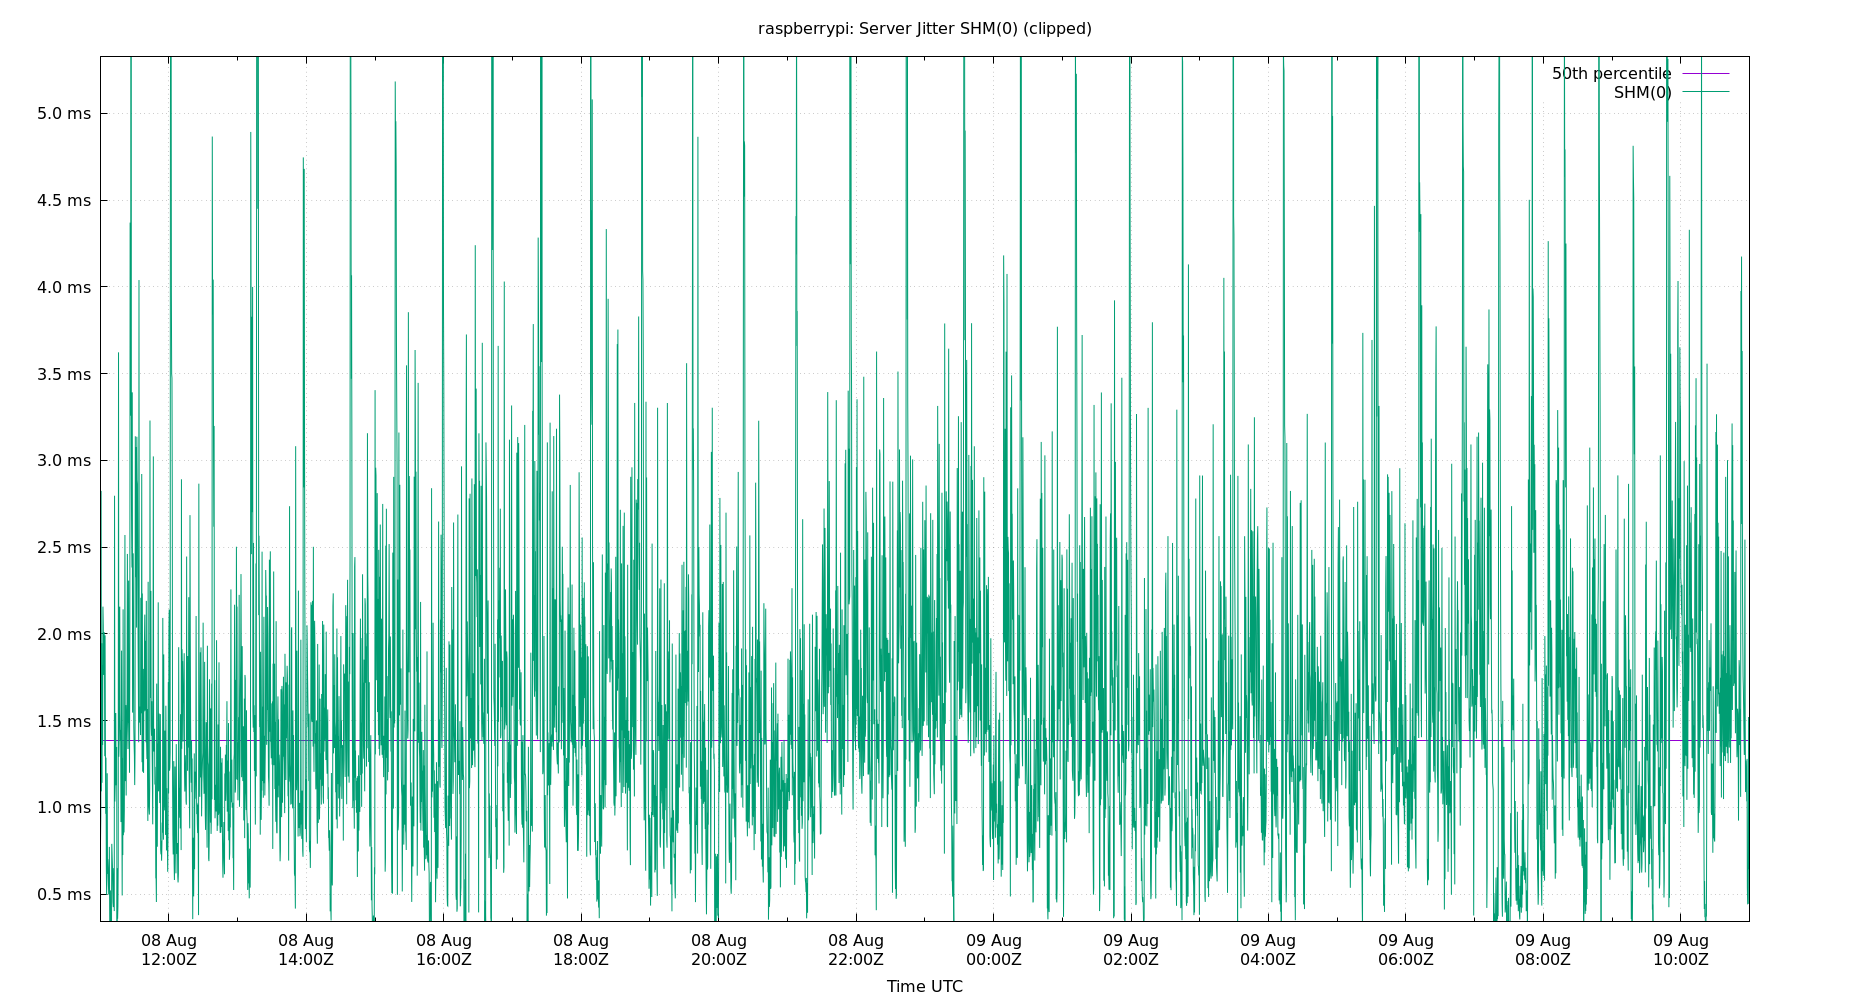 raspberrypi: Server Jitter SHM(0) (clipped)
50th percentile
SHM(0)
5.0 ms
4.5 ms
4.0 ms
3.5 ms
3.0 ms
2.5 ms
2.0 ms
1.5 ms
1.0 ms
0.5 ms
08 Aug 08 Aug 08 Aug 08 Aug 08 Aug 08 Aug 09 Aug 09 Aug 09 Aug 09 Aug 09 Aug 09 Aug
12:00Z 14:00Z 16:00Z 18:00Z 20:00Z 22:00Z 00:00Z 02:00Z 04:00Z 06:00Z 08:00Z 10:00Z
Time UTC